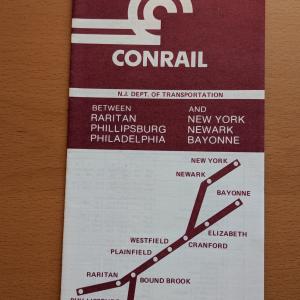 CONRAIL
N.J. DEPT. OF TRANSPORTATION
BETWEEN AND
RARITAN NEW YORK
PHILLIPSBURG NEWARK
PHILADELPHIA BAYONNE
NEW YORK
NEWARK
BAYONNE
ELIZABETH
WESTFIELD
CRANFORD
PLAINFIELD
RARITAN
BOUND BROOK
PHILLIPSBURG